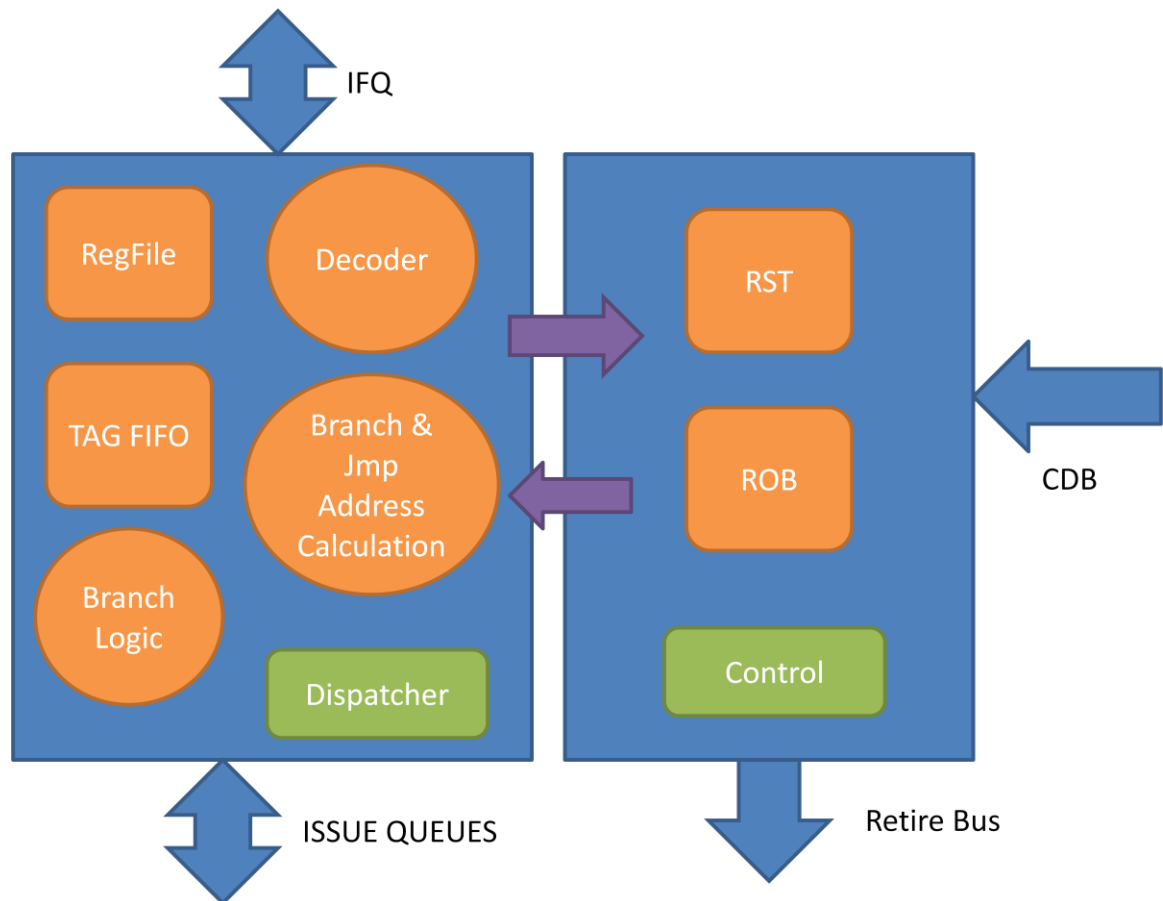 IFQ
RegFile
Decoder
TAG FIFO
Branch &
Jmp
Address
Calculation
Branch
Logic
Dispatcher
RST
ROB
Control
CDB
ISSUE QUEUES
Retire Bus